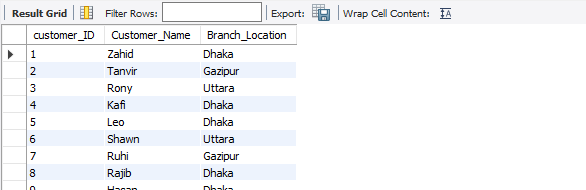 Result Grid Filter Rows: Export: Wrap Cell Content:
customer_ID Customer_Name Branch_Location
1 Zahid Dhaka
2 Tanvir Gazipur
3 Rony Uttara
4 Kafi Dhaka
5 Leo Dhaka
6 Shawn Uttara
7 Ruhi Gazipur
8 Rajib Dhaka
9 Hasan Dhaka